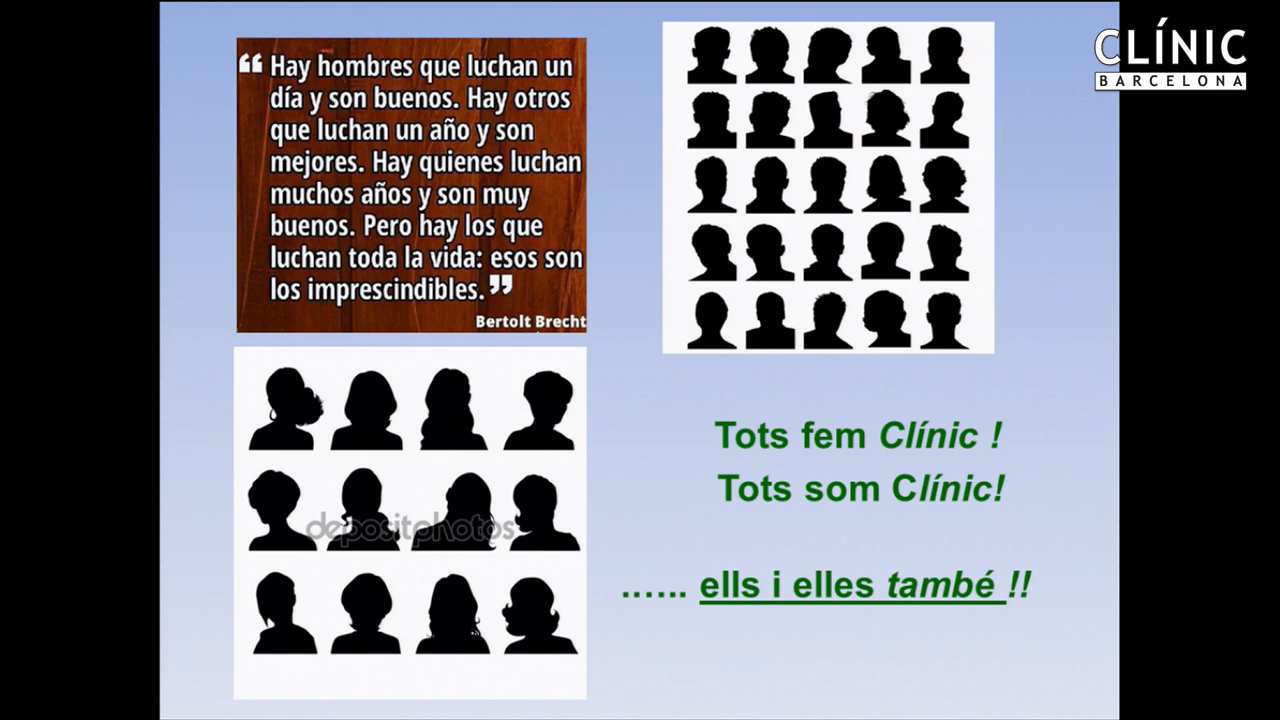 “ Hay hombres que luchan un
día y son buenos. Hay otros
que luchan un año y son
mejores. Hay quienes luchan
muchos años y son muy
buenos. Pero hay los que
luchan toda la vida: esos son
los imprescindibles.”
Bertolt Brecht
CLÍNIC
BARCELONA
depositphotos
Tots fem Clínic !
Tots som Clínic!
…... ells i elles també !!